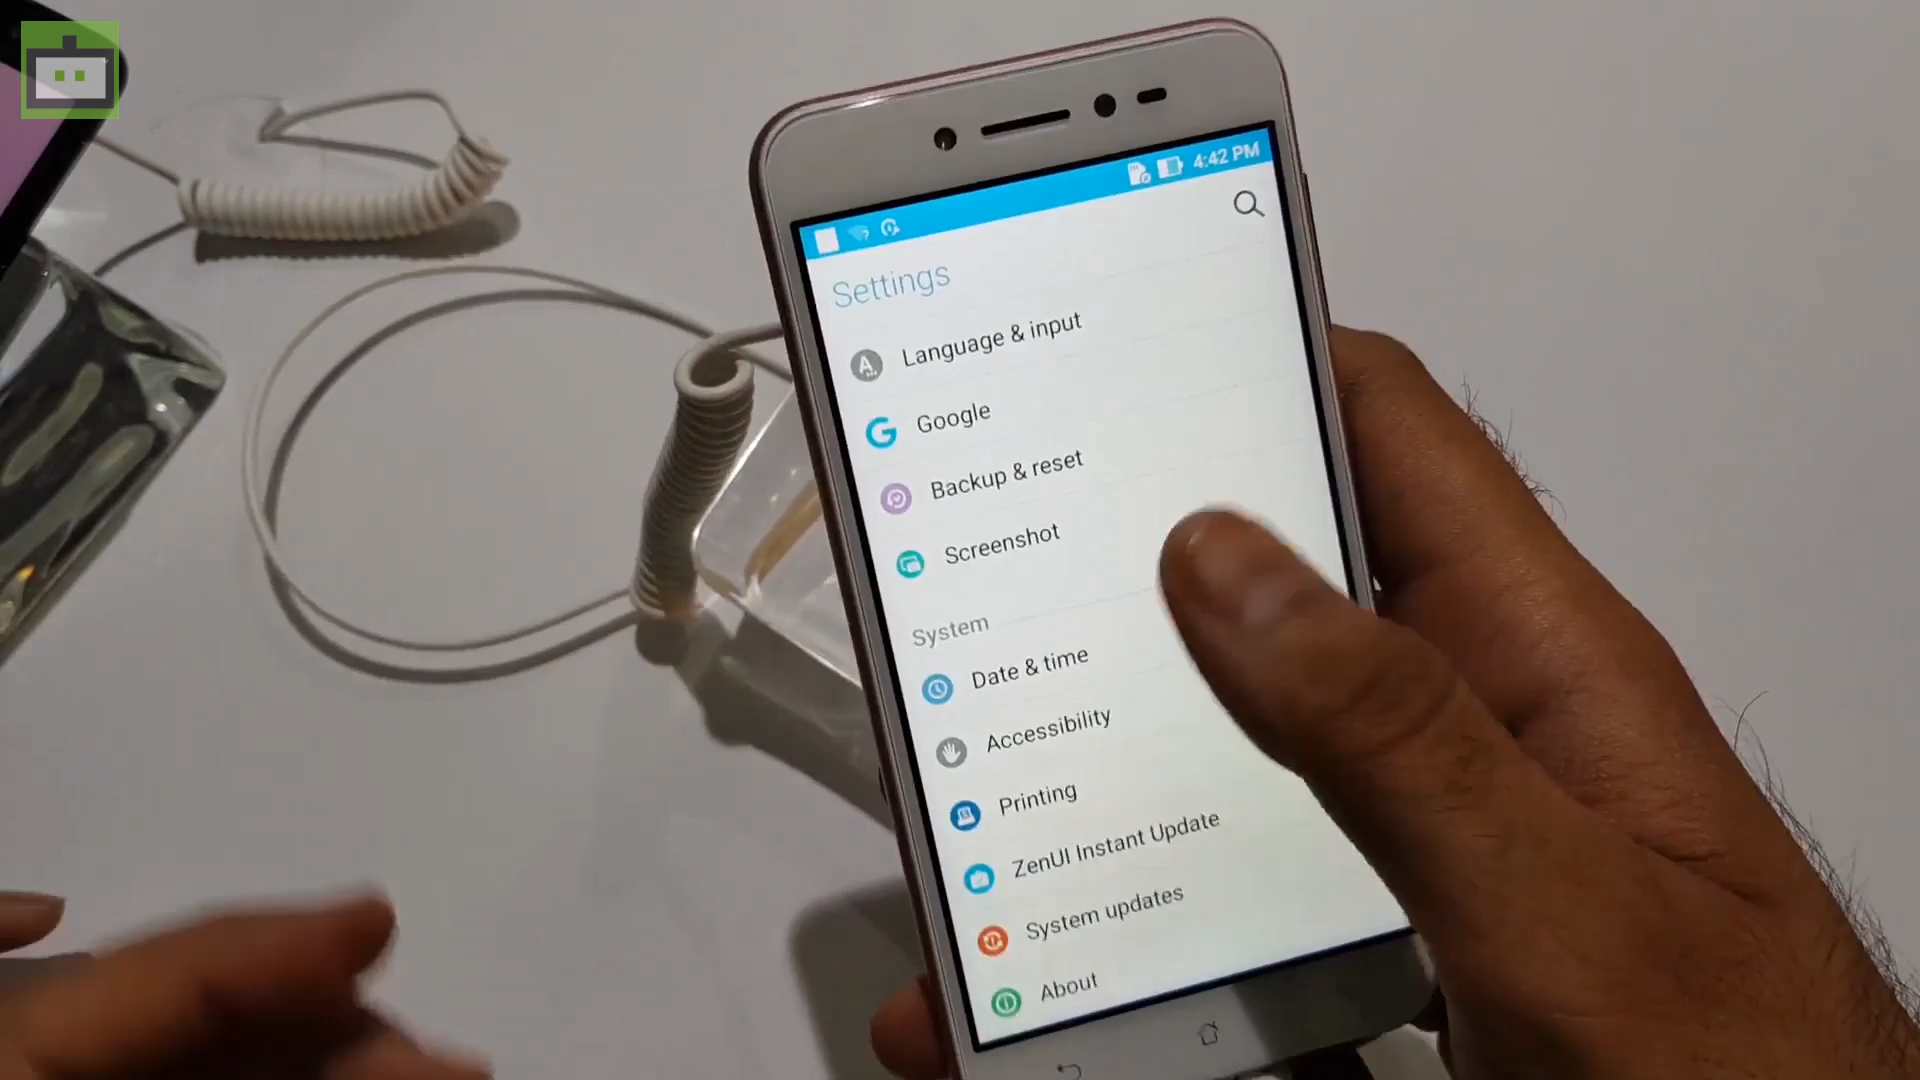 4:42 PM
Settings
Language & input
Google
Backup & reset
Screenshot
System
Date & time
Accessibility
Printing
ZenUI Instant Update
System updates
About